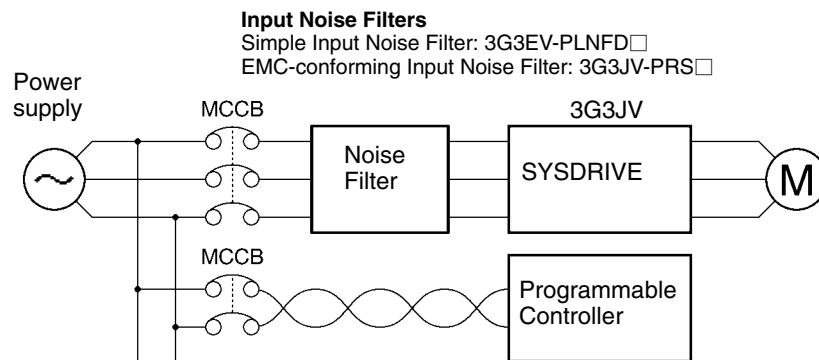 Input Noise Filters
Simple Input Noise Filter: 3G3EV-PLNFD□
EMC-conforming Input Noise Filter: 3G3JV-PRS□
Power
supply
MCCB
3G3JV
Noise
Filter
SYSDRIVE
M
MCCB
Programmable
Controller